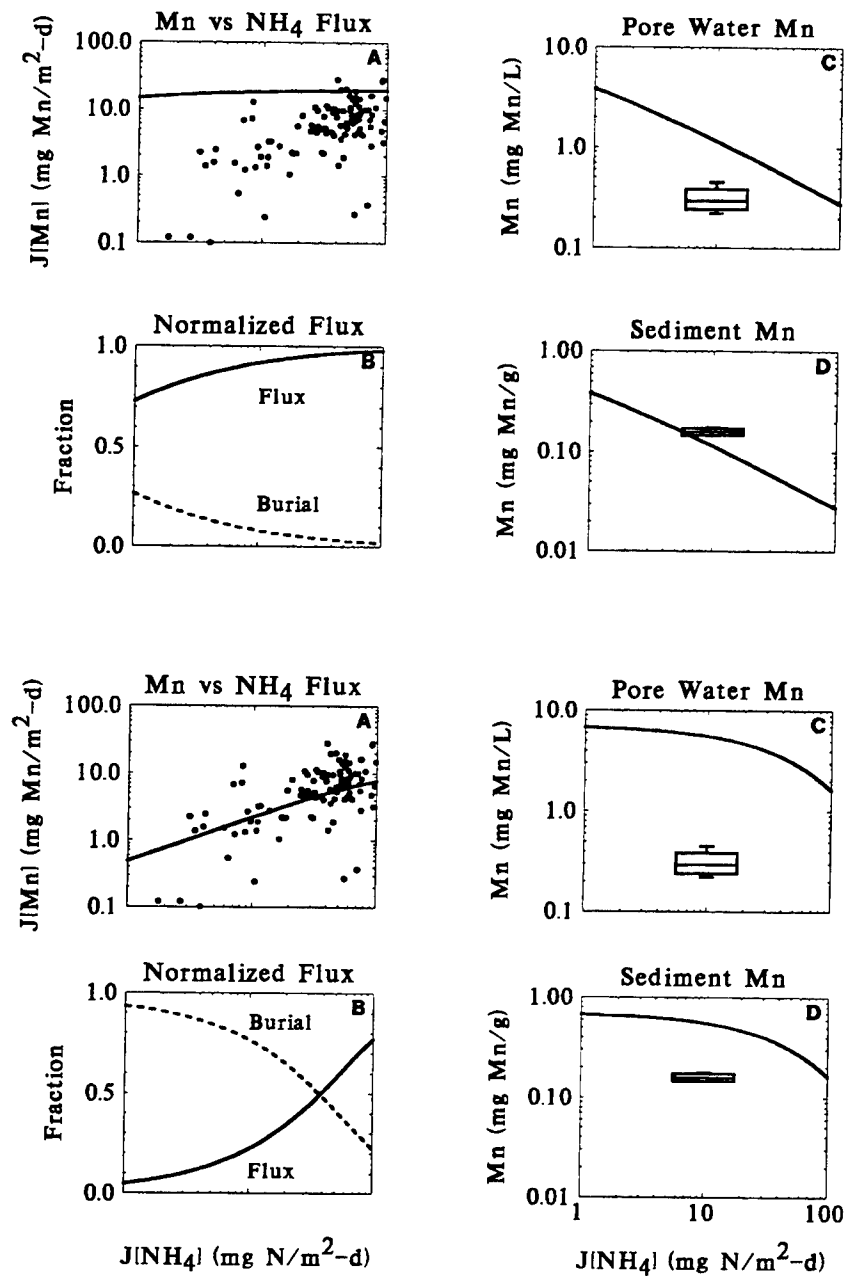 Mn vs NH4 Flux
A
100.0
10.0
1.0
0.1
J[Mn] (mg Mn/m2-d)
Pore Water Mn
C
10.0
1.0
0.1
Mn (mg Mn/L)
Normalized Flux
B
1.0
0.5
0.0
Fraction
Flux
Burial
Sediment Mn
D
1.00
0.10
0.01
Mn (mg Mn/g)
Mn vs NH4 Flux
A
100.0
10.0
1.0
0.1
J[Mn] (mg Mn/m2-d)
Pore Water Mn
C
10.0
1.0
0.1
Mn (mg Mn/L)
Normalized Flux
B
1.0
0.5
0.0
Fraction
Burial
Flux
J[NH4] (mg N/m2-d)
Sediment Mn
D
1.00
0.10
0.01
Mn (mg Mn/g)
1 10 100
J[NH4] (mg N/m2-d)